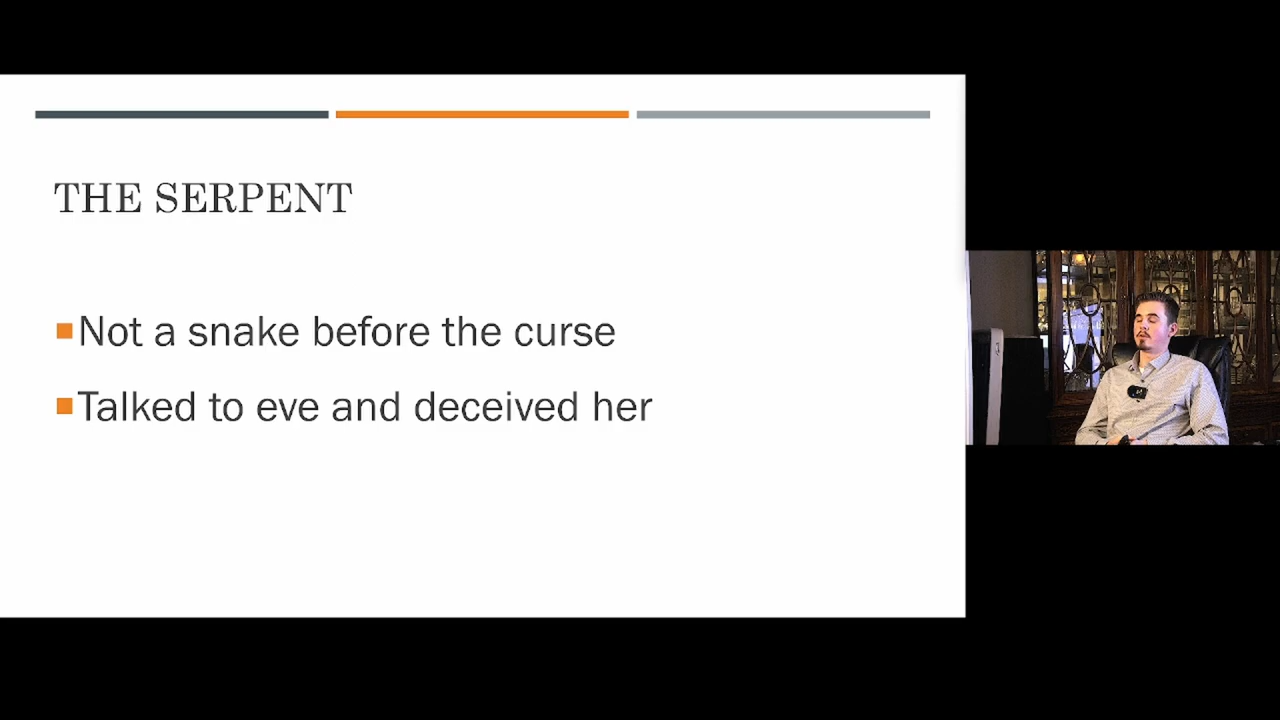 THE SERPENT
Not a snake before the curse
Talked to eve and deceived her